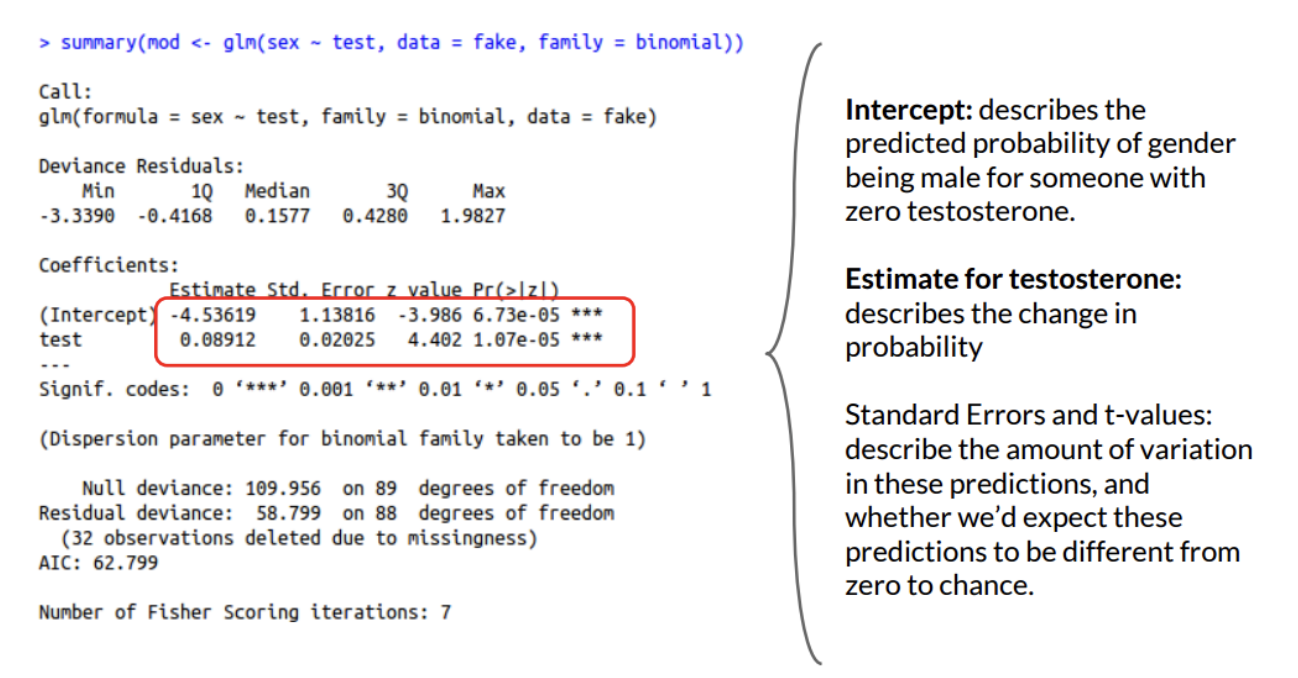 > summary(mod <- glm(sex ~ test, data = fake, family = binomial))
Call:
glm(formula = sex ~ test, family = binomial, data = fake)
Deviance Residuals:
Min 1Q Median 3Q Max
-3.3390 -0.4168 0.1577 0.4280 1.9827
Coefficients:
Estimate Std. Error z value Pr(>|z|)
(Intercept) -4.53619 1.13816 -3.986 6.73e-05 ***
test 0.08912 0.02025 4.402 1.07e-05 ***
---
Signif. codes: 0 ‘***’ 0.001 ‘**’ 0.01 ‘*’ 0.05 ‘.’ 0.1 ‘ ’ 1
(Dispersion parameter for binomial family taken to be 1)
Null deviance: 109.956 on 89 degrees of freedom
Residual deviance: 58.799 on 88 degrees of freedom
(32 observations deleted due to missingness)
AIC: 62.799
Number of Fisher Scoring iterations: 7
Intercept: describes the
predicted probability of gender
being male for someone with
zero testosterone.
Estimate for testosterone:
describes the change in
probability
Standard Errors and t-values:
describe the amount of variation
in these predictions, and
whether we’d expect these
predictions to be different from
zero to chance.